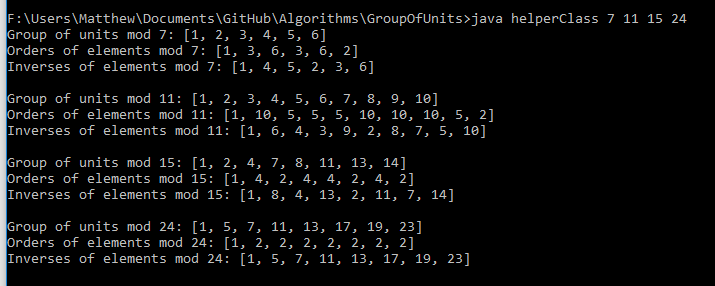 F:\Users\Matthew\Documents\GitHub\Algorithms\GroupOfUnits>java helperClass 7 11 15 24
Group of units mod 7: [1, 2, 3, 4, 5, 6]
Orders of elements mod 7: [1, 3, 6, 3, 6, 2]
Inverses of elements mod 7: [1, 4, 5, 2, 3, 6]
Group of units mod 11: [1, 2, 3, 4, 5, 6, 7, 8, 9, 10]
Orders of elements mod 11: [1, 10, 5, 5, 5, 10, 10, 10, 5, 2]
Inverses of elements mod 11: [1, 6, 4, 3, 9, 2, 8, 7, 5, 10]
Group of units mod 15: [1, 2, 4, 7, 8, 11, 13, 14]
Orders of elements mod 15: [1, 4, 2, 4, 4, 2, 4, 2]
Inverses of elements mod 15: [1, 8, 4, 13, 2, 11, 7, 14]
Group of units mod 24: [1, 5, 7, 11, 13, 17, 19, 23]
Orders of elements mod 24: [1, 2, 2, 2, 2, 2, 2, 2]
Inverses of elements mod 24: [1, 5, 7, 11, 13, 17, 19, 23]